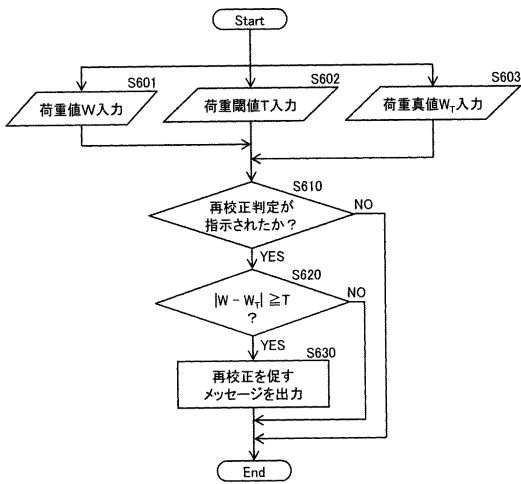 Start
S601
S602
S603
荷重値W入力
荷重閾値T入力
荷重真値W_T入力
S610
再校正判定が
指示されたか？
NO
YES
S620
|W - W_T| ≧T
?
NO
YES
S630
再校正を促す
メッセージを出力
End